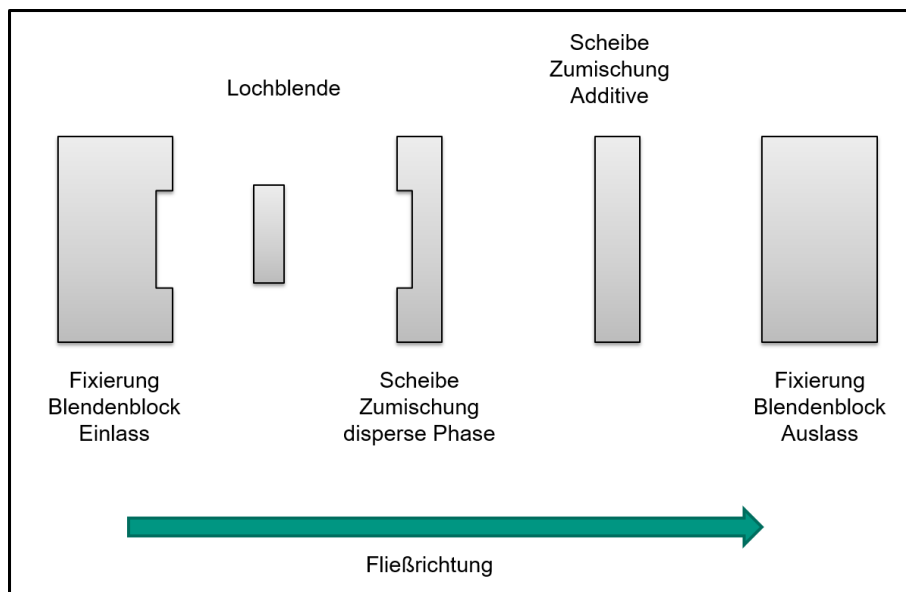 Lochblende
Scheibe
Zumischung
Additive
Fixierung
Blendenblock
Einlass
Scheibe
Zumischung
disperse Phase
Fixierung
Blendenblock
Auslass
Fließrichtung